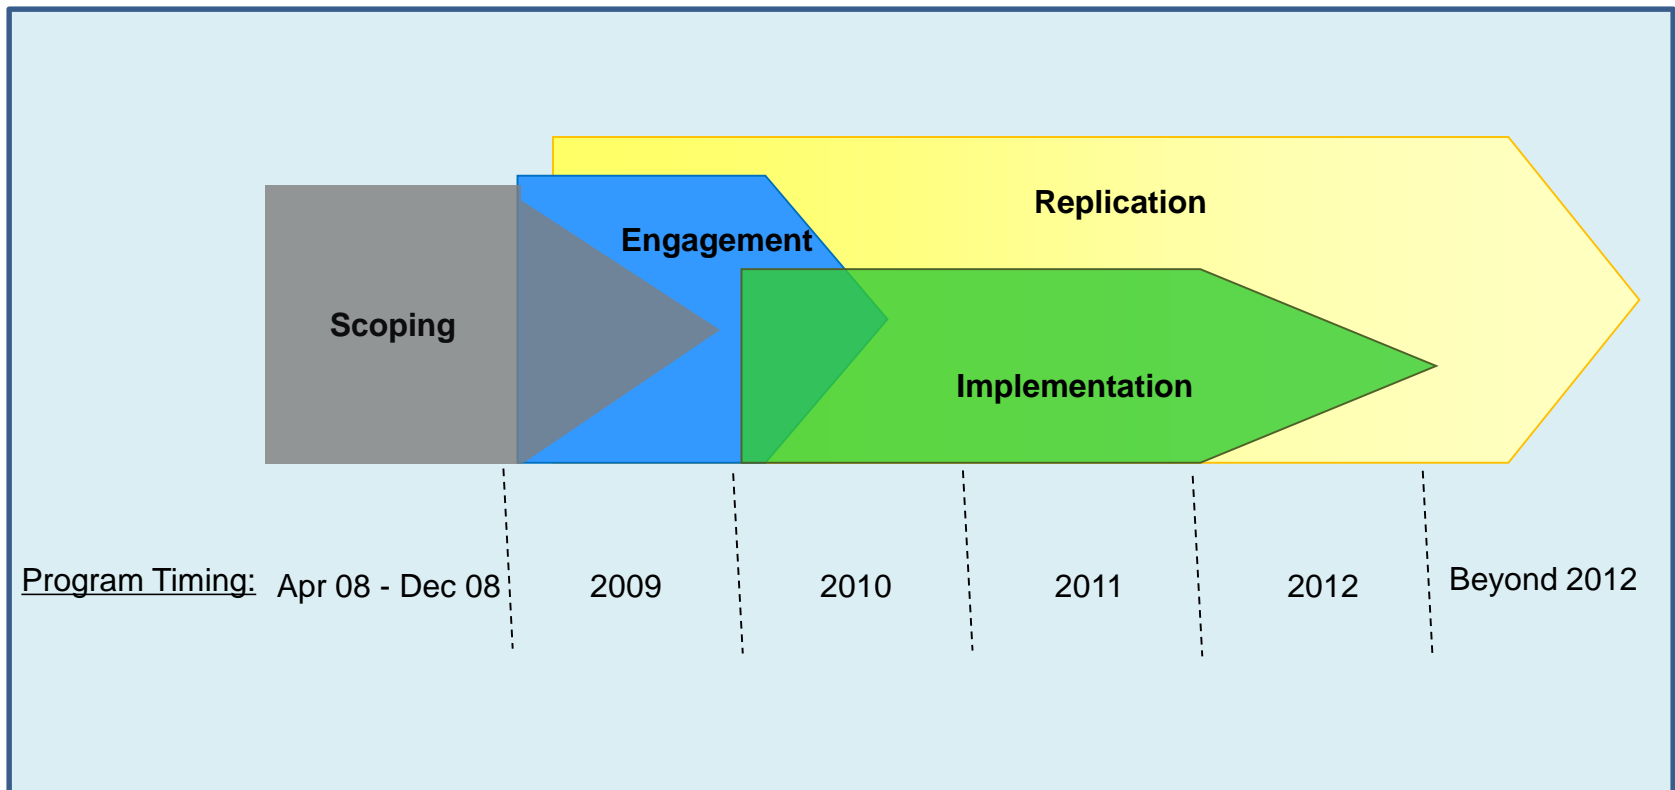 Replication
Engagement
Scoping
Implementation
Program Timing: Apr 08 - Dec 08 2009 2010 2011 2012 Beyond 2012